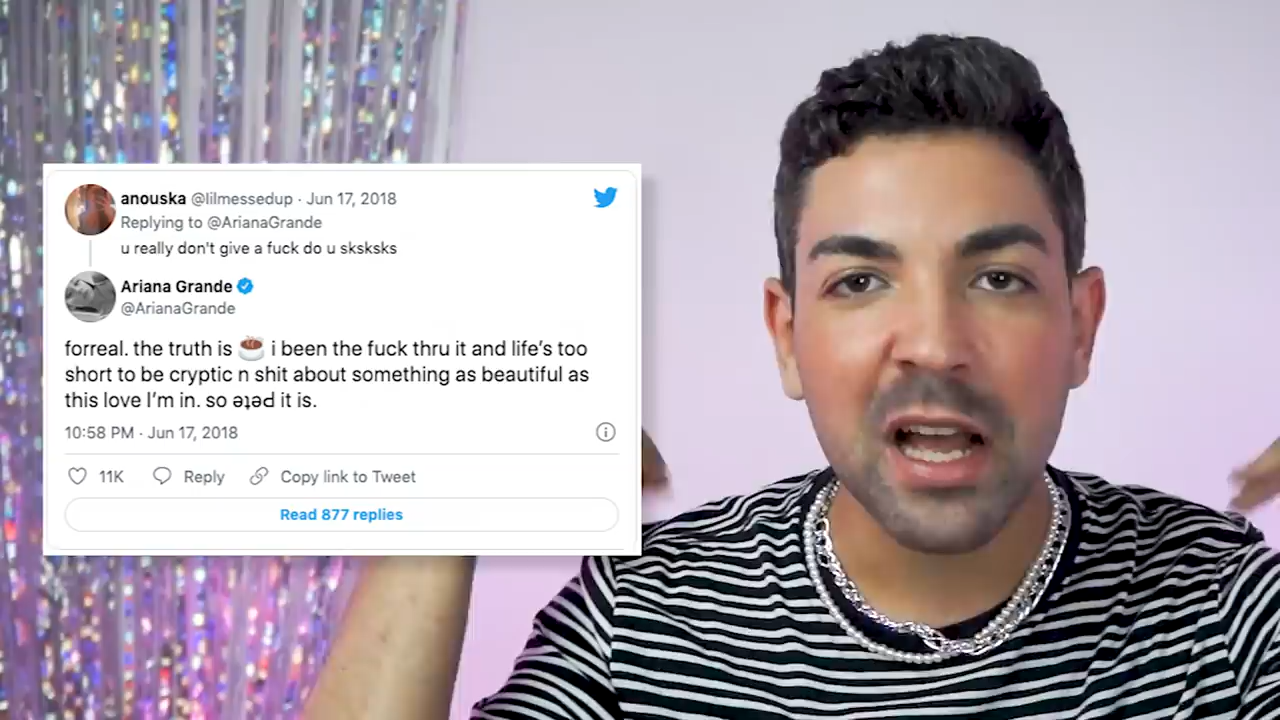 anouska @lilmessedup · Jun 17, 2018
Replying to @ArianaGrande
u really don't give a fuck do u sksksks
Ariana Grande
@ArianaGrande
forreal. the truth is ☕ i been the fuck thru it and life’s too
short to be cryptic n shit about something as beautiful as
this love I’m in. so ǝʇǝd it is.
10:58 PM · Jun 17, 2018
11K Reply Copy link to Tweet
Read 877 replies